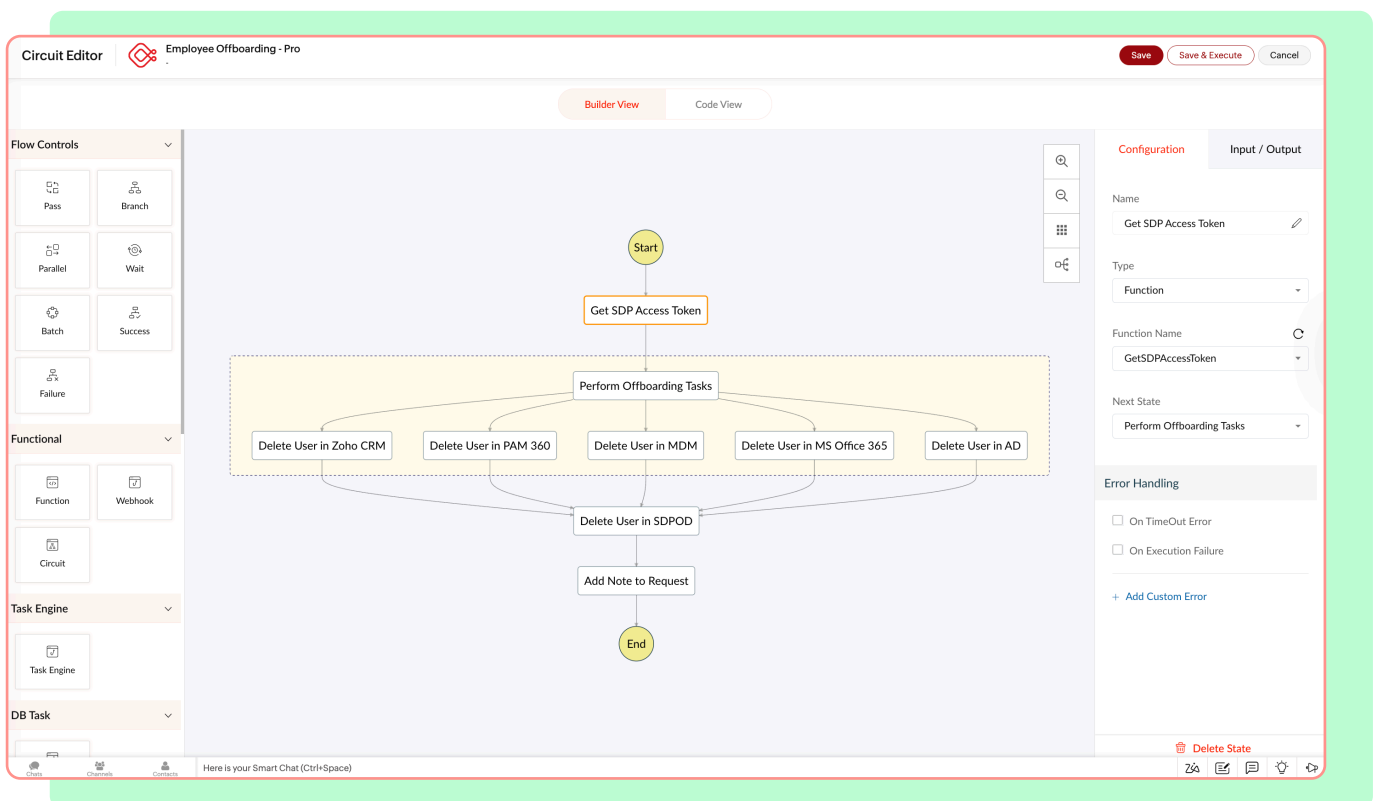 Circuit Editor
Employee Offboarding - Pro
-
Save
Save & Execute
Cancel
Builder View
Code View
Flow Controls
Pass
Branch
Parallel
Wait
Batch
Success
Failure
Functional
Function
Webhook
Circuit
Task Engine
Task Engine
DB Task
Start
Get SDP Access Token
Perform Offboarding Tasks
Delete User in Zoho CRM
Delete User in PAM 360
Delete User in MDM
Delete User in MS Office 365
Delete User in AD
Delete User in SDPOD
Add Note to Request
End
Configuration
Input / Output
Name
Get SDP Access Token
Type
Function
Function Name
GetSDPAccessToken
Next State
Perform Offboarding Tasks
Error Handling
On TimeOut Error
On Execution Failure
+ Add Custom Error
Delete State
Chats
Channels
Contacts
Here is your Smart Chat (Ctrl+Space)